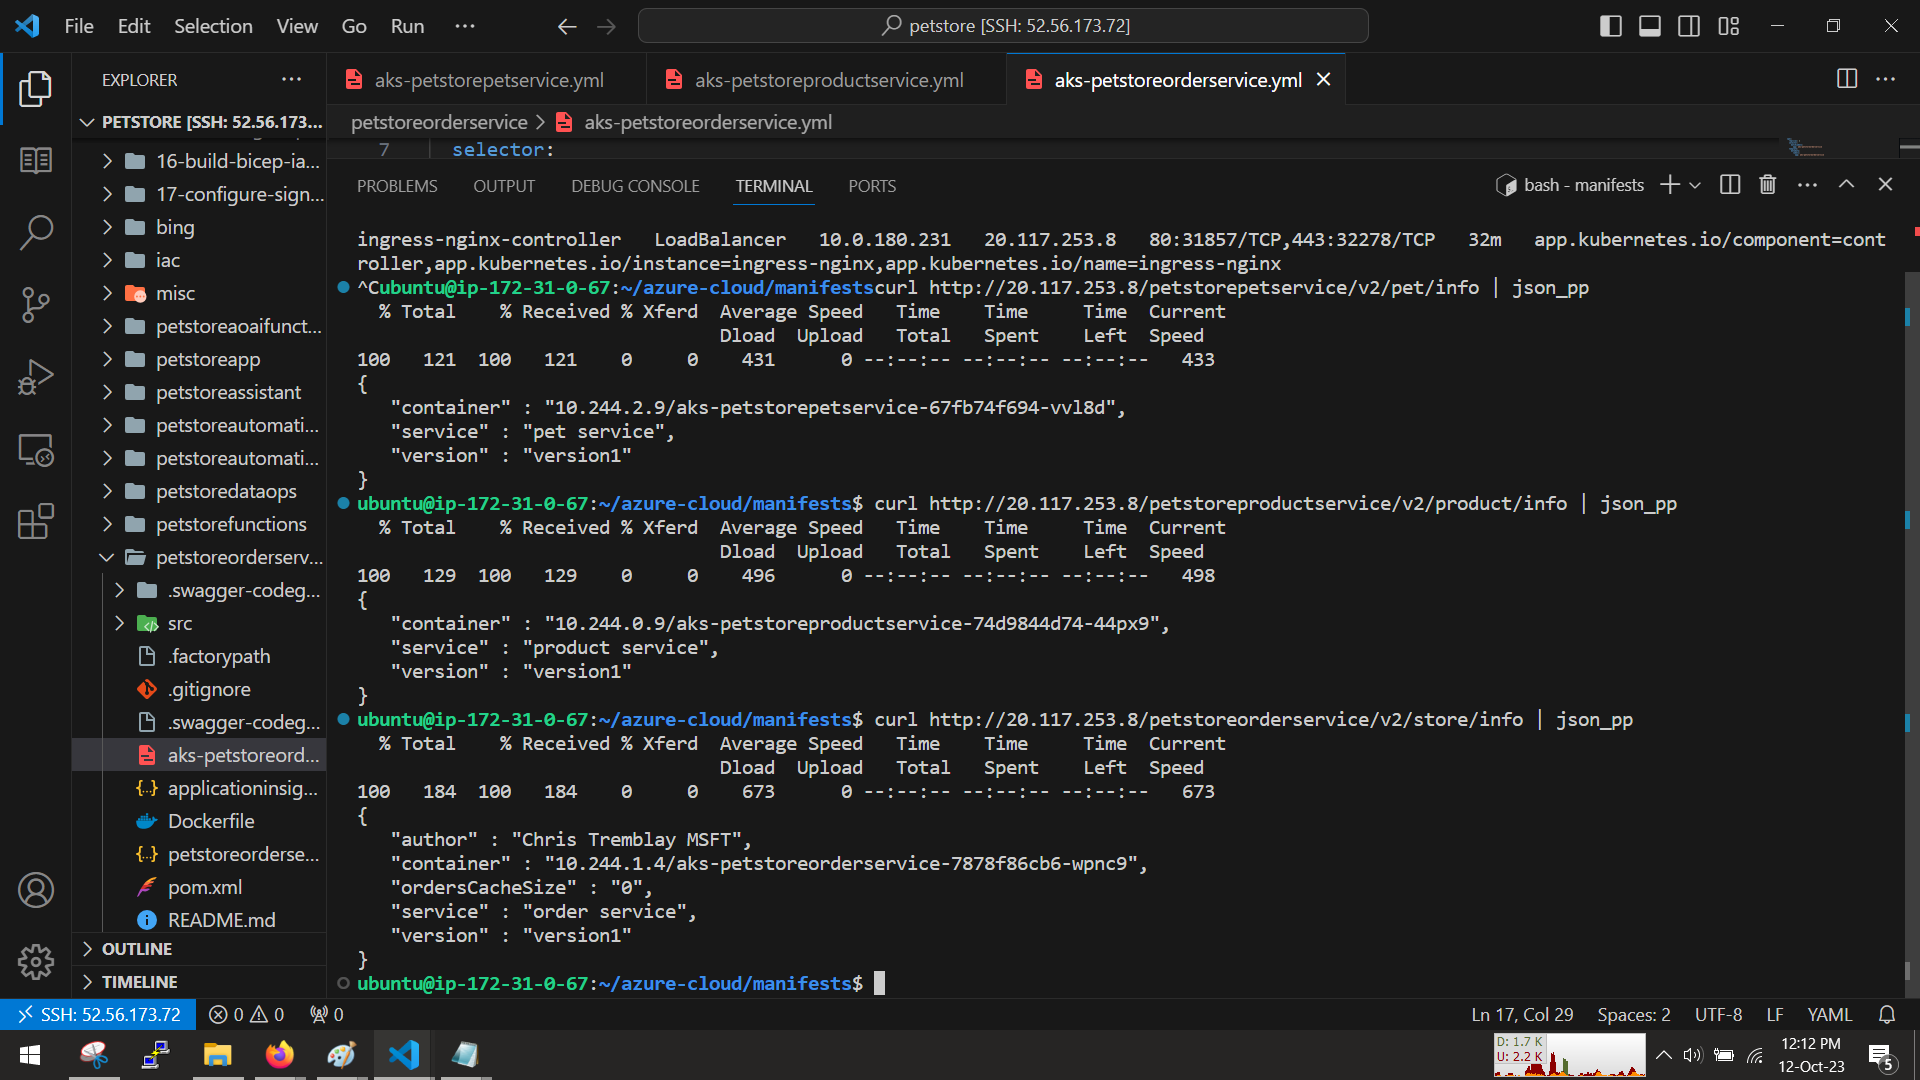 File Edit Selection View Go Run ··· petstore [SSH: 52.56.173.72]
EXPLORER ···
PETSTORE [SSH: 52.56.173...
16-build-bicep-ia...
17-configure-sign...
bing
iac
misc
petstoreaoaifunct...
petstoreapp
petstoreassistant
petstoreautomati...
petstoreautomati...
petstoredataops
petstorefunctions
petstoreorderserv...
.swagger-codeg...
src
.factorypath
.gitignore
.swagger-codeg...
aks-petstoreord...
applicationinsig...
Dockerfile
petstoreorderse...
pom.xml
README.md
OUTLINE
TIMELINE
aks-petstorepetservice.yml aks-petstoreproductservice.yml aks-petstoreorderservice.yml
petstoreorderservice > aks-petstoreorderservice.yml
7 selector:
PROBLEMS OUTPUT DEBUG CONSOLE TERMINAL PORTS bash - manifests
ingress-nginx-controller LoadBalancer 10.0.180.231 20.117.253.8 80:31857/TCP,443:32278/TCP 32m app.kubernetes.io/component=cont
roller,app.kubernetes.io/instance=ingress-nginx,app.kubernetes.io/name=ingress-nginx
^Cubuntu@ip-172-31-0-67:~/azure-cloud/manifestscurl http://20.117.253.8/petstorepetservice/v2/pet/info | json_pp
% Total % Received % Xferd Average Speed Time Time Time Current
Dload Upload Total Spent Left Speed
100 121 100 121 0 0 431 0 --:--:-- --:--:-- --:--:-- 433
{
"container" : "10.244.2.9/aks-petstorepetservice-67fb74f694-vvl8d",
"service" : "pet service",
"version" : "version1"
}
ubuntu@ip-172-31-0-67:~/azure-cloud/manifests$ curl http://20.117.253.8/petstoreproductservice/v2/product/info | json_pp
% Total % Received % Xferd Average Speed Time Time Time Current
Dload Upload Total Spent Left Speed
100 129 100 129 0 0 496 0 --:--:-- --:--:-- --:--:-- 498
{
"container" : "10.244.0.9/aks-petstoreproductservice-74d9844d74-44px9",
"service" : "product service",
"version" : "version1"
}
ubuntu@ip-172-31-0-67:~/azure-cloud/manifests$ curl http://20.117.253.8/petstoreorderservice/v2/store/info | json_pp
% Total % Received % Xferd Average Speed Time Time Time Current
Dload Upload Total Spent Left Speed
100 184 100 184 0 0 673 0 --:--:-- --:--:-- --:--:-- 673
{
"author" : "Chris Tremblay MSFT",
"container" : "10.244.1.4/aks-petstoreorderservice-7878f86cb6-wpnc9",
"ordersCacheSize" : "0",
"service" : "order service",
"version" : "version1"
}
ubuntu@ip-172-31-0-67:~/azure-cloud/manifests$
SSH: 52.56.173.72 0 0 0 Ln 17, Col 29 Spaces: 2 UTF-8 LF YAML
D: 1.7 K
U: 2.2 K
12:12 PM
12-Oct-23
5